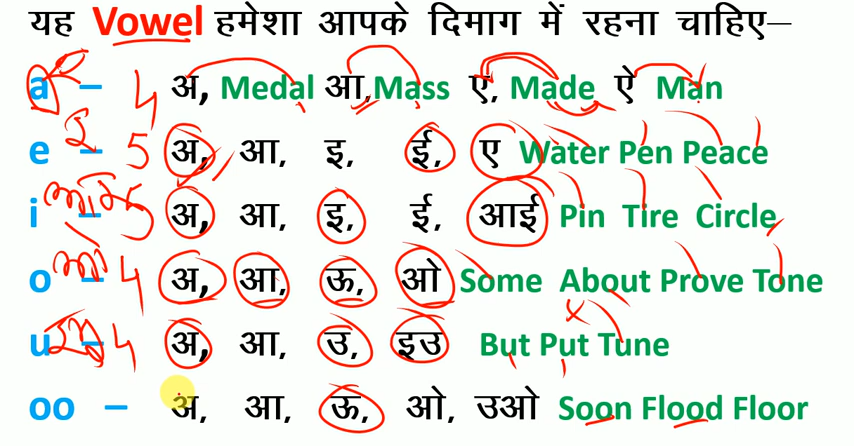 यह Vowel हमेशा आपके दिमाग में रहना चाहिए–
a – 4 अ, Medal आ, Mass ए, Made ऐ Man
e – 5 अ, आ, इ, ई, ए Water Pen Peace
i – 5 अ, आ, इ, ई, आई Pin Tire Circle
o – 4 अ, आ, ऊ, ओ Some About Prove Tone
u – 4 अ, आ, उ, इउ But Put Tune
oo – अ, आ, ऊ, ओ, उओ Soon Flood Floor